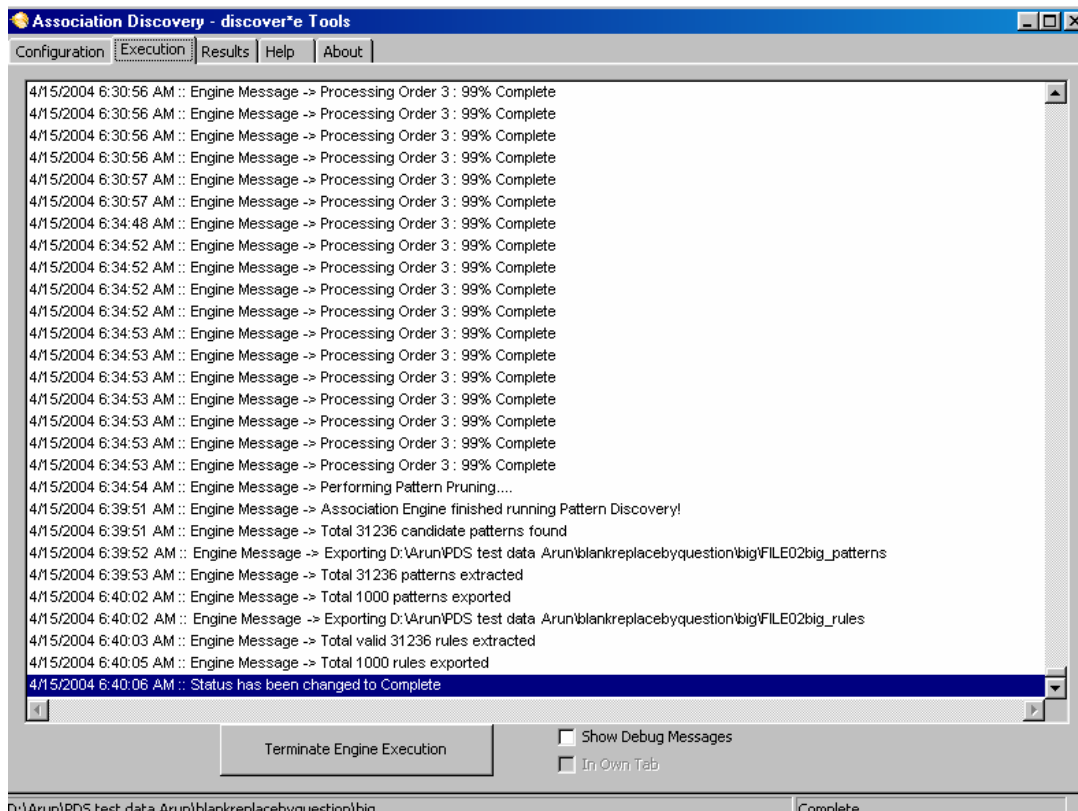 Association Discovery - discover*e Tools
Configuration Execution Results Help About
4/15/2004 6:30:56 AM :: Engine Message -> Processing Order 3 : 99% Complete
4/15/2004 6:30:56 AM :: Engine Message -> Processing Order 3 : 99% Complete
4/15/2004 6:30:56 AM :: Engine Message -> Processing Order 3 : 99% Complete
4/15/2004 6:30:56 AM :: Engine Message -> Processing Order 3 : 99% Complete
4/15/2004 6:30:57 AM :: Engine Message -> Processing Order 3 : 99% Complete
4/15/2004 6:30:57 AM :: Engine Message -> Processing Order 3 : 99% Complete
4/15/2004 6:34:48 AM :: Engine Message -> Processing Order 3 : 99% Complete
4/15/2004 6:34:52 AM :: Engine Message -> Processing Order 3 : 99% Complete
4/15/2004 6:34:52 AM :: Engine Message -> Processing Order 3 : 99% Complete
4/15/2004 6:34:52 AM :: Engine Message -> Processing Order 3 : 99% Complete
4/15/2004 6:34:52 AM :: Engine Message -> Processing Order 3 : 99% Complete
4/15/2004 6:34:53 AM :: Engine Message -> Processing Order 3 : 99% Complete
4/15/2004 6:34:53 AM :: Engine Message -> Processing Order 3 : 99% Complete
4/15/2004 6:34:53 AM :: Engine Message -> Processing Order 3 : 99% Complete
4/15/2004 6:34:53 AM :: Engine Message -> Processing Order 3 : 99% Complete
4/15/2004 6:34:53 AM :: Engine Message -> Processing Order 3 : 99% Complete
4/15/2004 6:34:53 AM :: Engine Message -> Processing Order 3 : 99% Complete
4/15/2004 6:34:53 AM :: Engine Message -> Processing Order 3 : 99% Complete
4/15/2004 6:34:54 AM :: Engine Message -> Performing Pattern Pruning....
4/15/2004 6:39:51 AM :: Engine Message -> Association Engine finished running Pattern Discovery!
4/15/2004 6:39:51 AM :: Engine Message -> Total 31236 candidate patterns found
4/15/2004 6:39:52 AM :: Engine Message -> Exporting D:\Arun\PDS test data Arun\blankreplacebyquestion\big\FILE02big_patterns
4/15/2004 6:39:53 AM :: Engine Message -> Total 31236 patterns extracted
4/15/2004 6:40:02 AM :: Engine Message -> Total 1000 patterns exported
4/15/2004 6:40:02 AM :: Engine Message -> Exporting D:\Arun\PDS test data Arun\blankreplacebyquestion\big\FILE02big_rules
4/15/2004 6:40:03 AM :: Engine Message -> Total valid 31236 rules extracted
4/15/2004 6:40:05 AM :: Engine Message -> Total 1000 rules exported
4/15/2004 6:40:06 AM :: Status has been changed to Complete
Terminate Engine Execution
Show Debug Messages
In Own Tab
D:\Arun\PDS test data Arun\blankreplacebyquestion\big Complete